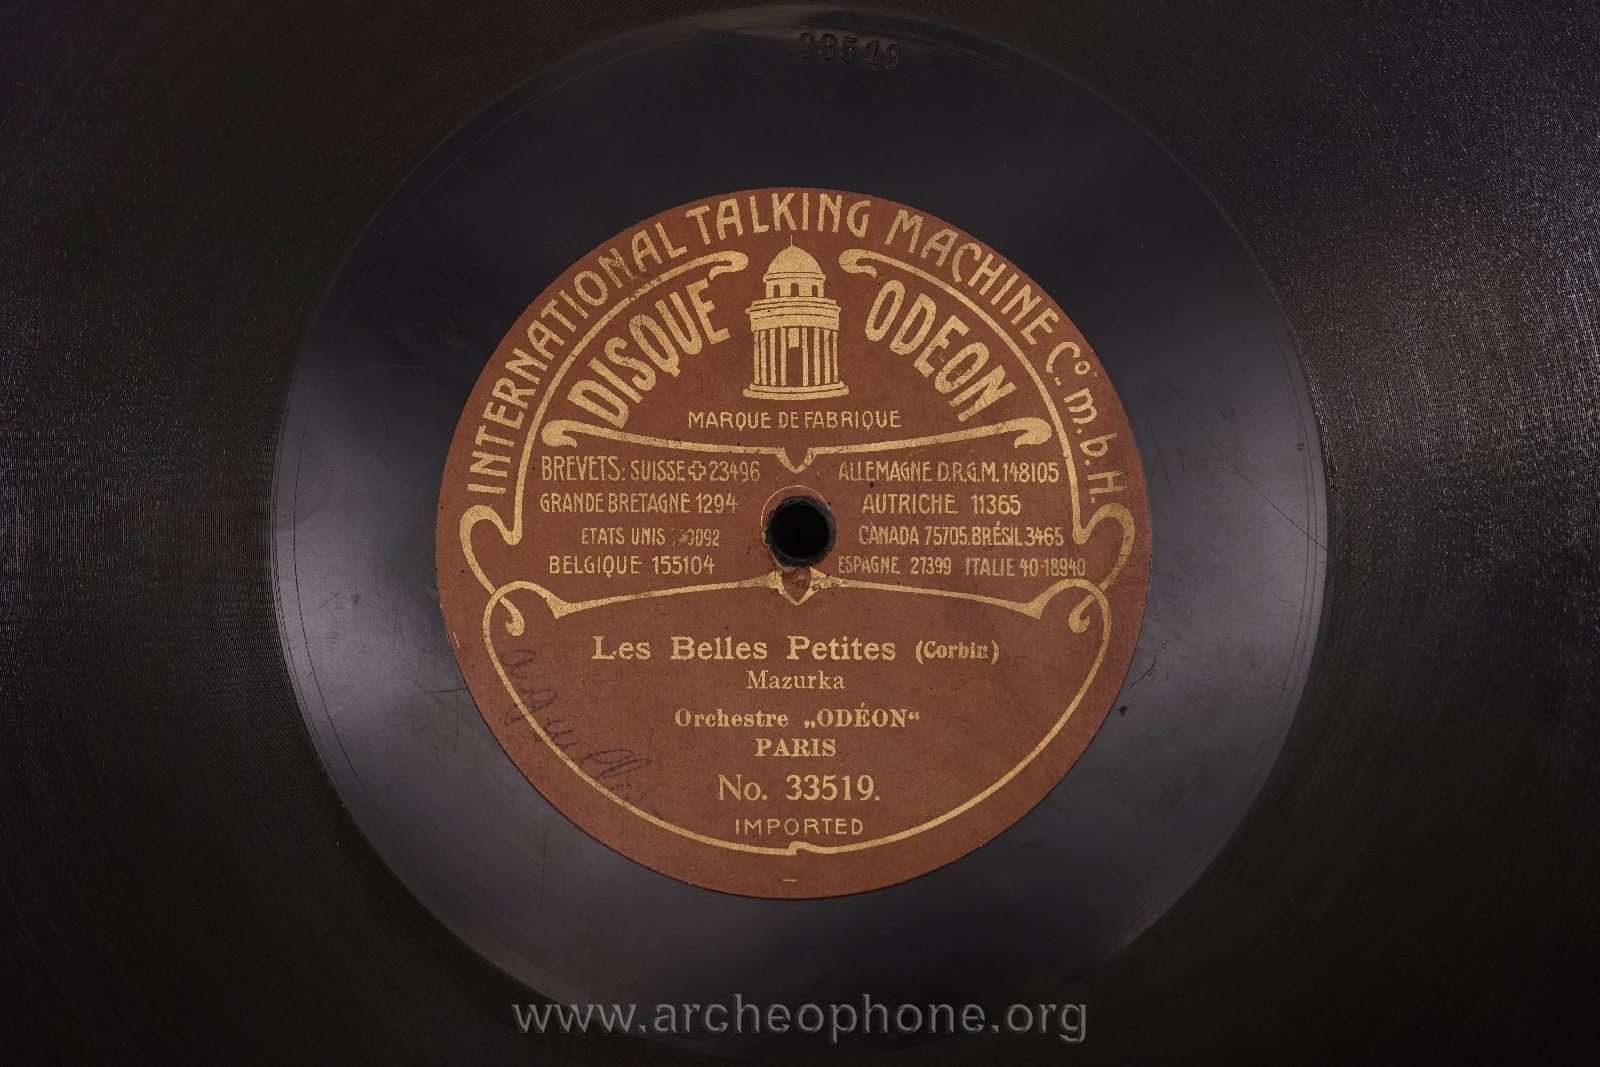 33519
INTERNATIONAL TALKING MACHINE Co. m.b.H.
DISQUE ODEON
MARQUE DE FABRIQUE
BREVETS: SUISSE 23496 ALLEMAGNE D.R.G.M. 148105
GRANDE BRETAGNE 1294 AUTRICHE 11365
ETATS UNIS CANADA 75705. BRÉSIL 3465
BELGIQUE 155104 ESPAGNE 27399 ITALIE 40-18940
Les Belles Petites (Corbin)
Mazurka
Orchestre „ODÉON“
PARIS
No. 33519.
IMPORTED
www.archeophone.org